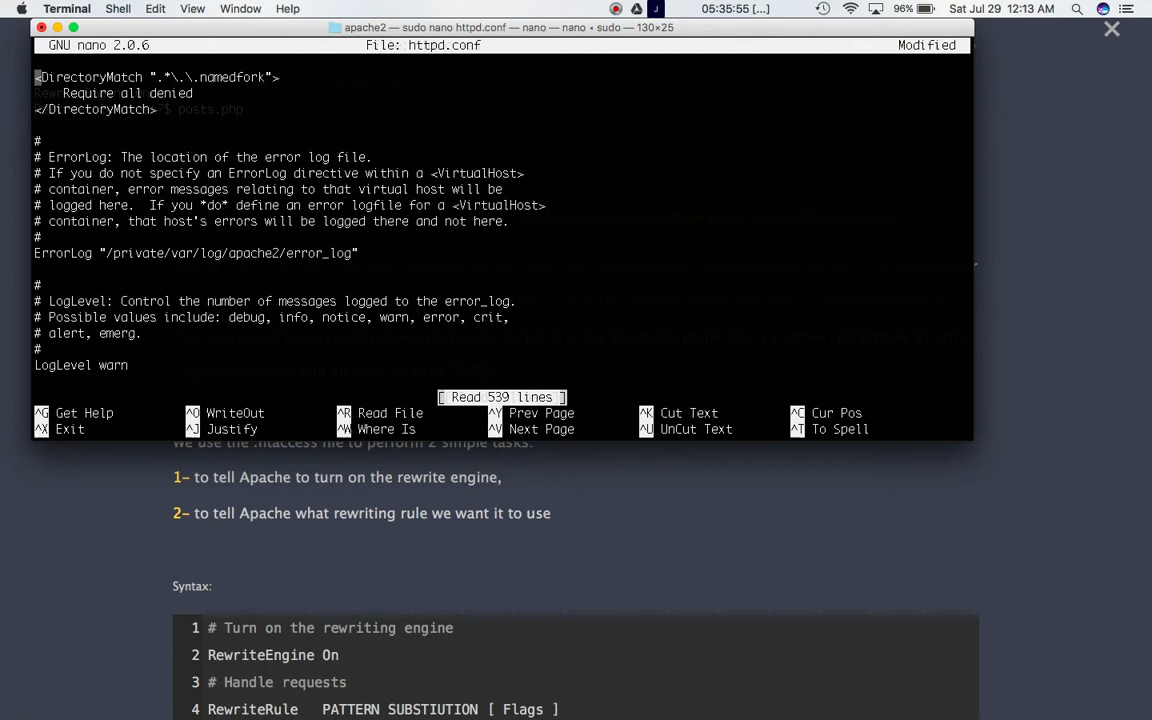 Terminal Shell Edit View Window Help 05:35:55 [...] 96% Sat Jul 29 12:13 AM
apache2 — sudo nano httpd.conf — nano — nano ◂ sudo — 130×25
GNU nano 2.0.6 File: httpd.conf Modified
<DirectoryMatch ".*\.\.namedfork">
Require all denied
</DirectoryMatch> posts.php
#
# ErrorLog: The location of the error log file.
# If you do not specify an ErrorLog directive within a <VirtualHost>
# container, error messages relating to that virtual host will be
# logged here.  If you *do* define an error logfile for a <VirtualHost>
# container, that host's errors will be logged there and not here.
#
ErrorLog "/private/var/log/apache2/error_log"
#
# LogLevel: Control the number of messages logged to the error_log.
# Possible values include: debug, info, notice, warn, error, crit,
# alert, emerg.
#
LogLevel warn
[ Read 539 lines ]
^G Get Help ^O WriteOut ^R Read File ^Y Prev Page ^K Cut Text ^C Cur Pos
^X Exit ^J Justify ^W Where Is ^V Next Page ^U UnCut Text ^T To Spell
We use the .htaccess file to perform 2 simple tasks:
1- to tell Apache to turn on the rewrite engine,
2- to tell Apache what rewriting rule we want it to use
Syntax:
1 # Turn on the rewriting engine
2 RewriteEngine On
3 # Handle requests
4 RewriteRule PATTERN SUBSTIUTION [ Flags ]